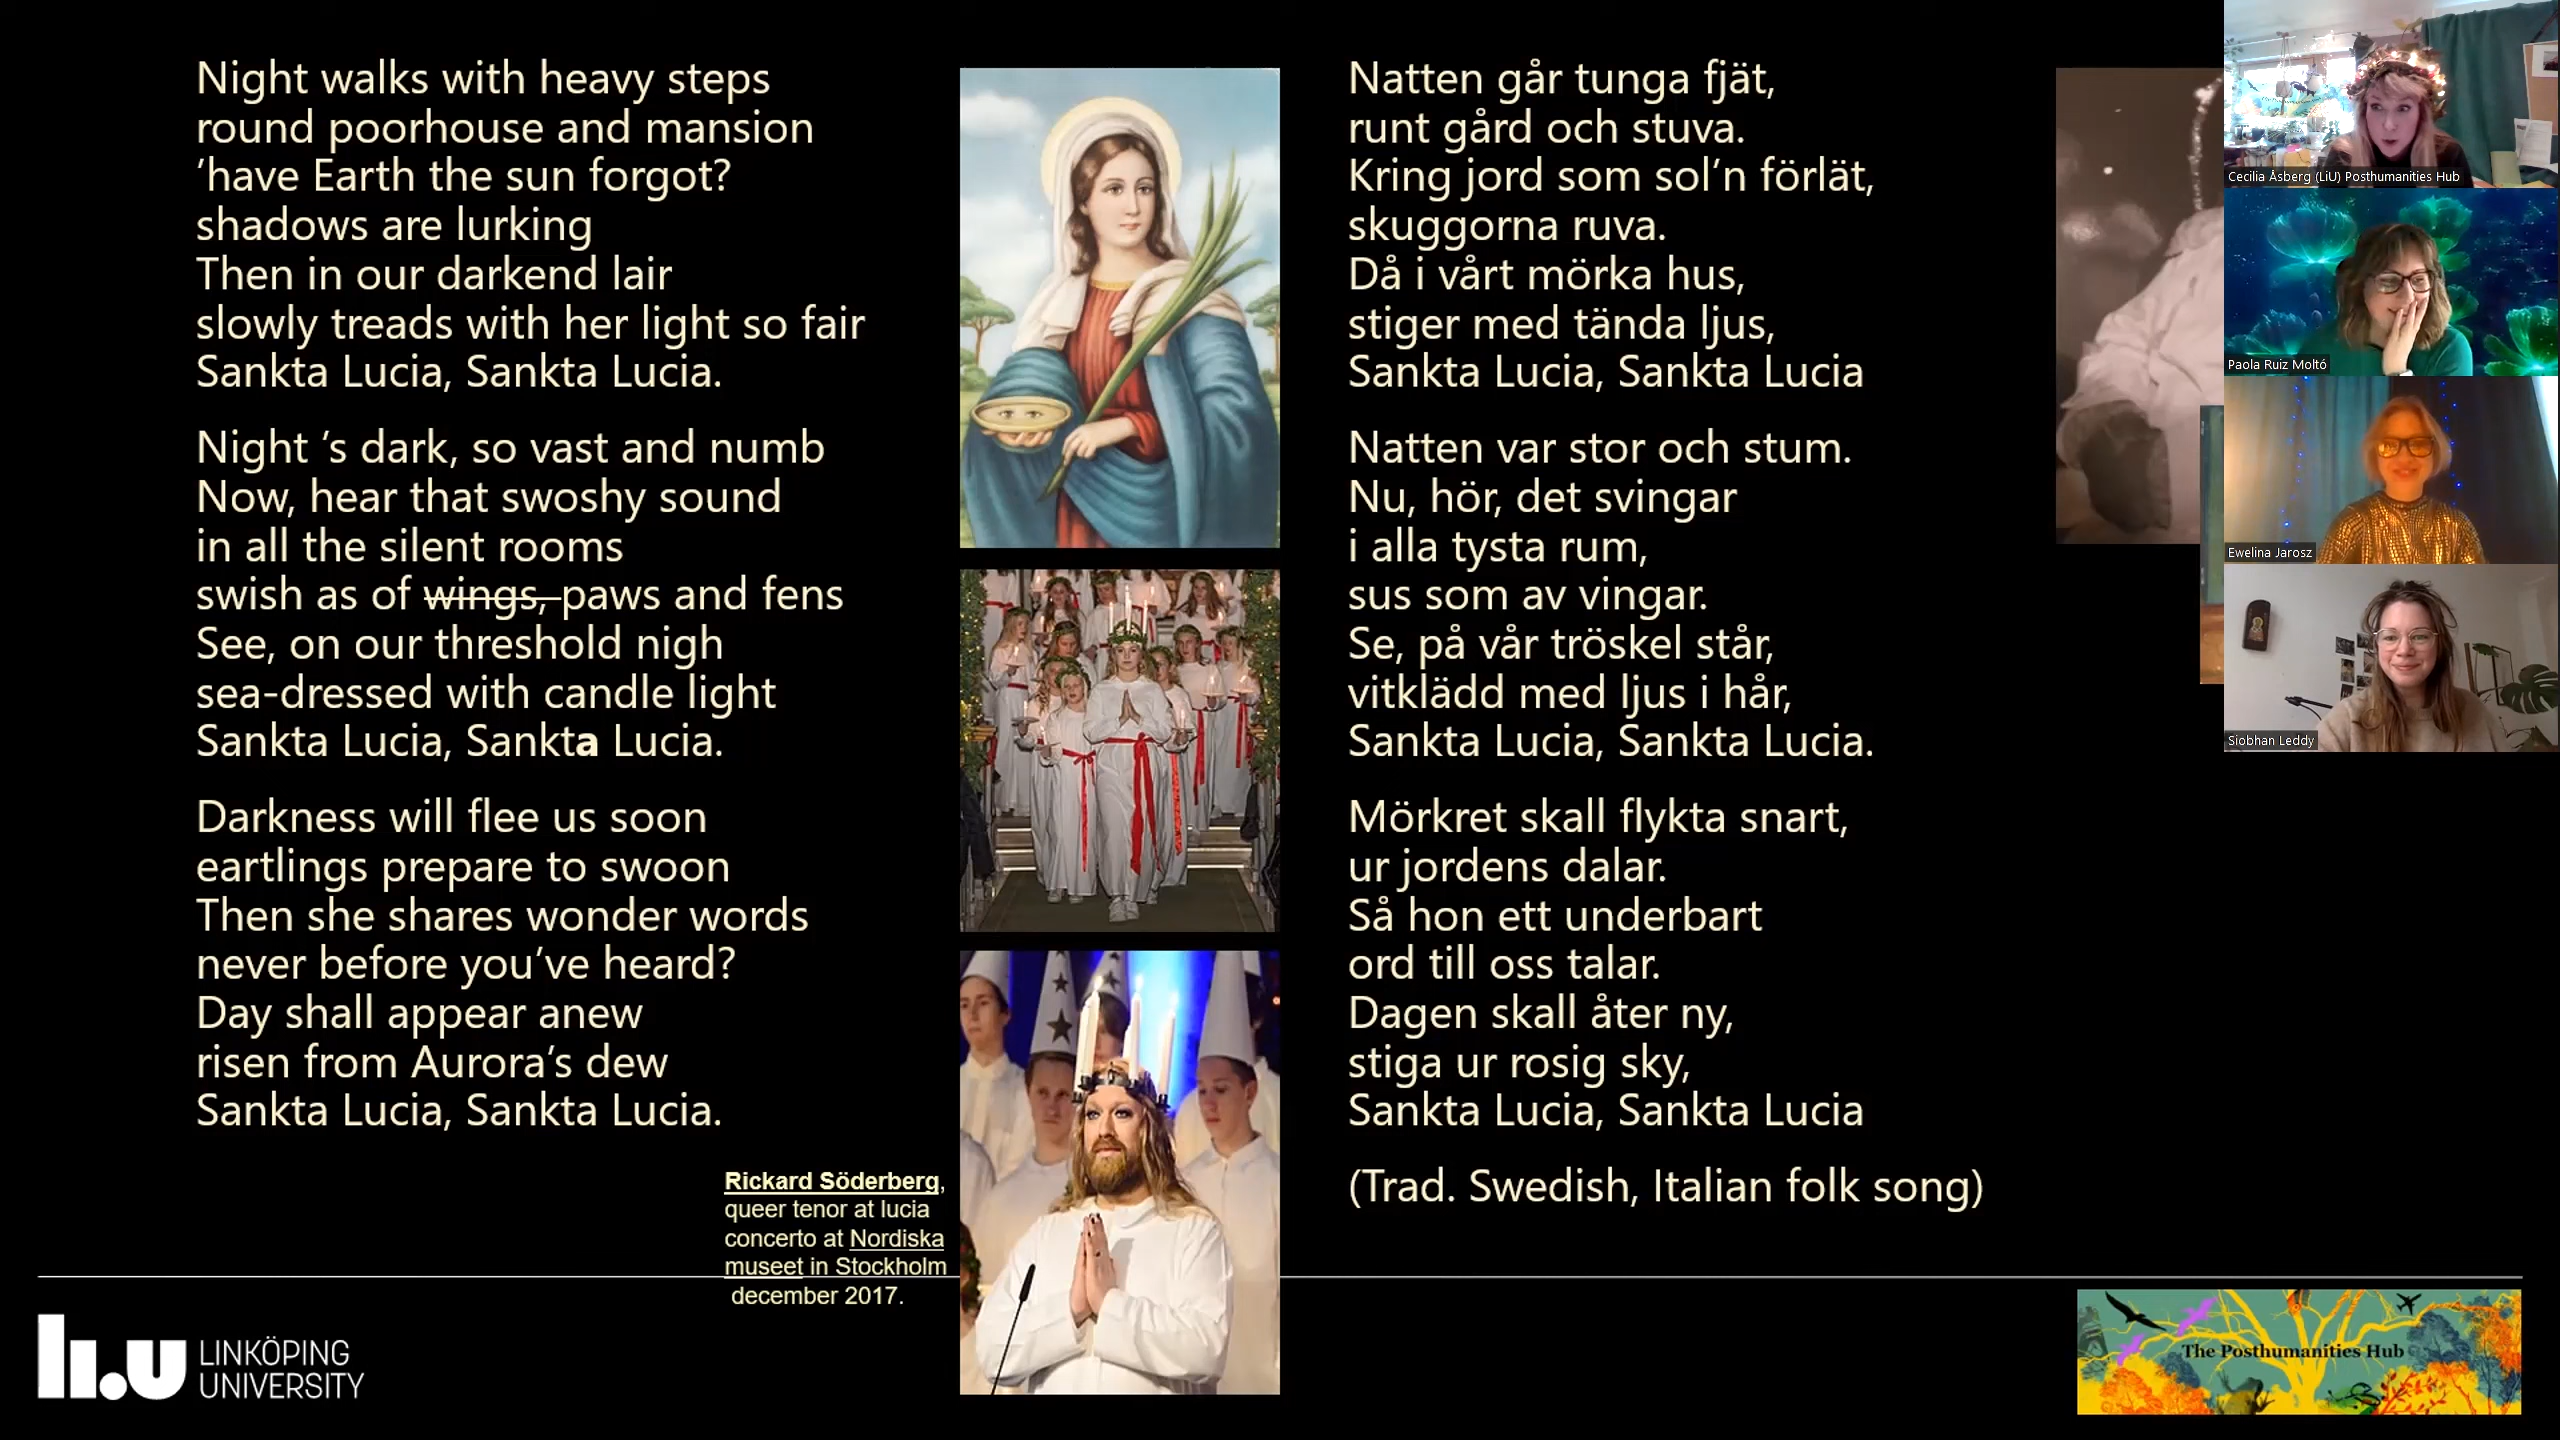 Night walks with heavy steps
round poorhouse and mansion
’have Earth the sun forgot?
shadows are lurking
Then in our darkend lair
slowly treads with her light so fair
Sankta Lucia, Sankta Lucia.
Night ‘s dark, so vast and numb
Now, hear that swoshy sound
in all the silent rooms
swish as of wings, paws and fens
See, on our threshold nigh
sea-dressed with candle light
Sankta Lucia, Sankta Lucia.
Darkness will flee us soon
eartlings prepare to swoon
Then she shares wonder words
never before you’ve heard?
Day shall appear anew
risen from Aurora’s dew
Sankta Lucia, Sankta Lucia.
Rickard Söderberg,
queer tenor at lucia
concerto at Nordiska
museet in Stockholm
december 2017.
Natten går tunga fjät,
runt gård och stuva.
Kring jord som sol’n förlät,
skuggorna ruva.
Då i vårt mörka hus,
stiger med tända ljus,
Sankta Lucia, Sankta Lucia
Natten var stor och stum.
Nu, hör, det svingar
i alla tysta rum,
sus som av vingar.
Se, på vår tröskel står,
vitklädd med ljus i hår,
Sankta Lucia, Sankta Lucia.
Mörkret skall flykta snart,
ur jordens dalar.
Så hon ett underbart
ord till oss talar.
Dagen skall åter ny,
stiga ur rosig sky,
Sankta Lucia, Sankta Lucia
(Trad. Swedish, Italian folk song)
Cecilia Åsberg (LiU) Posthumanities Hub
Paola Ruiz Moltó
Ewelina Jarosz
Siobhan Leddy
li.u LINKÖPING
UNIVERSITY
The Posthumanities Hub